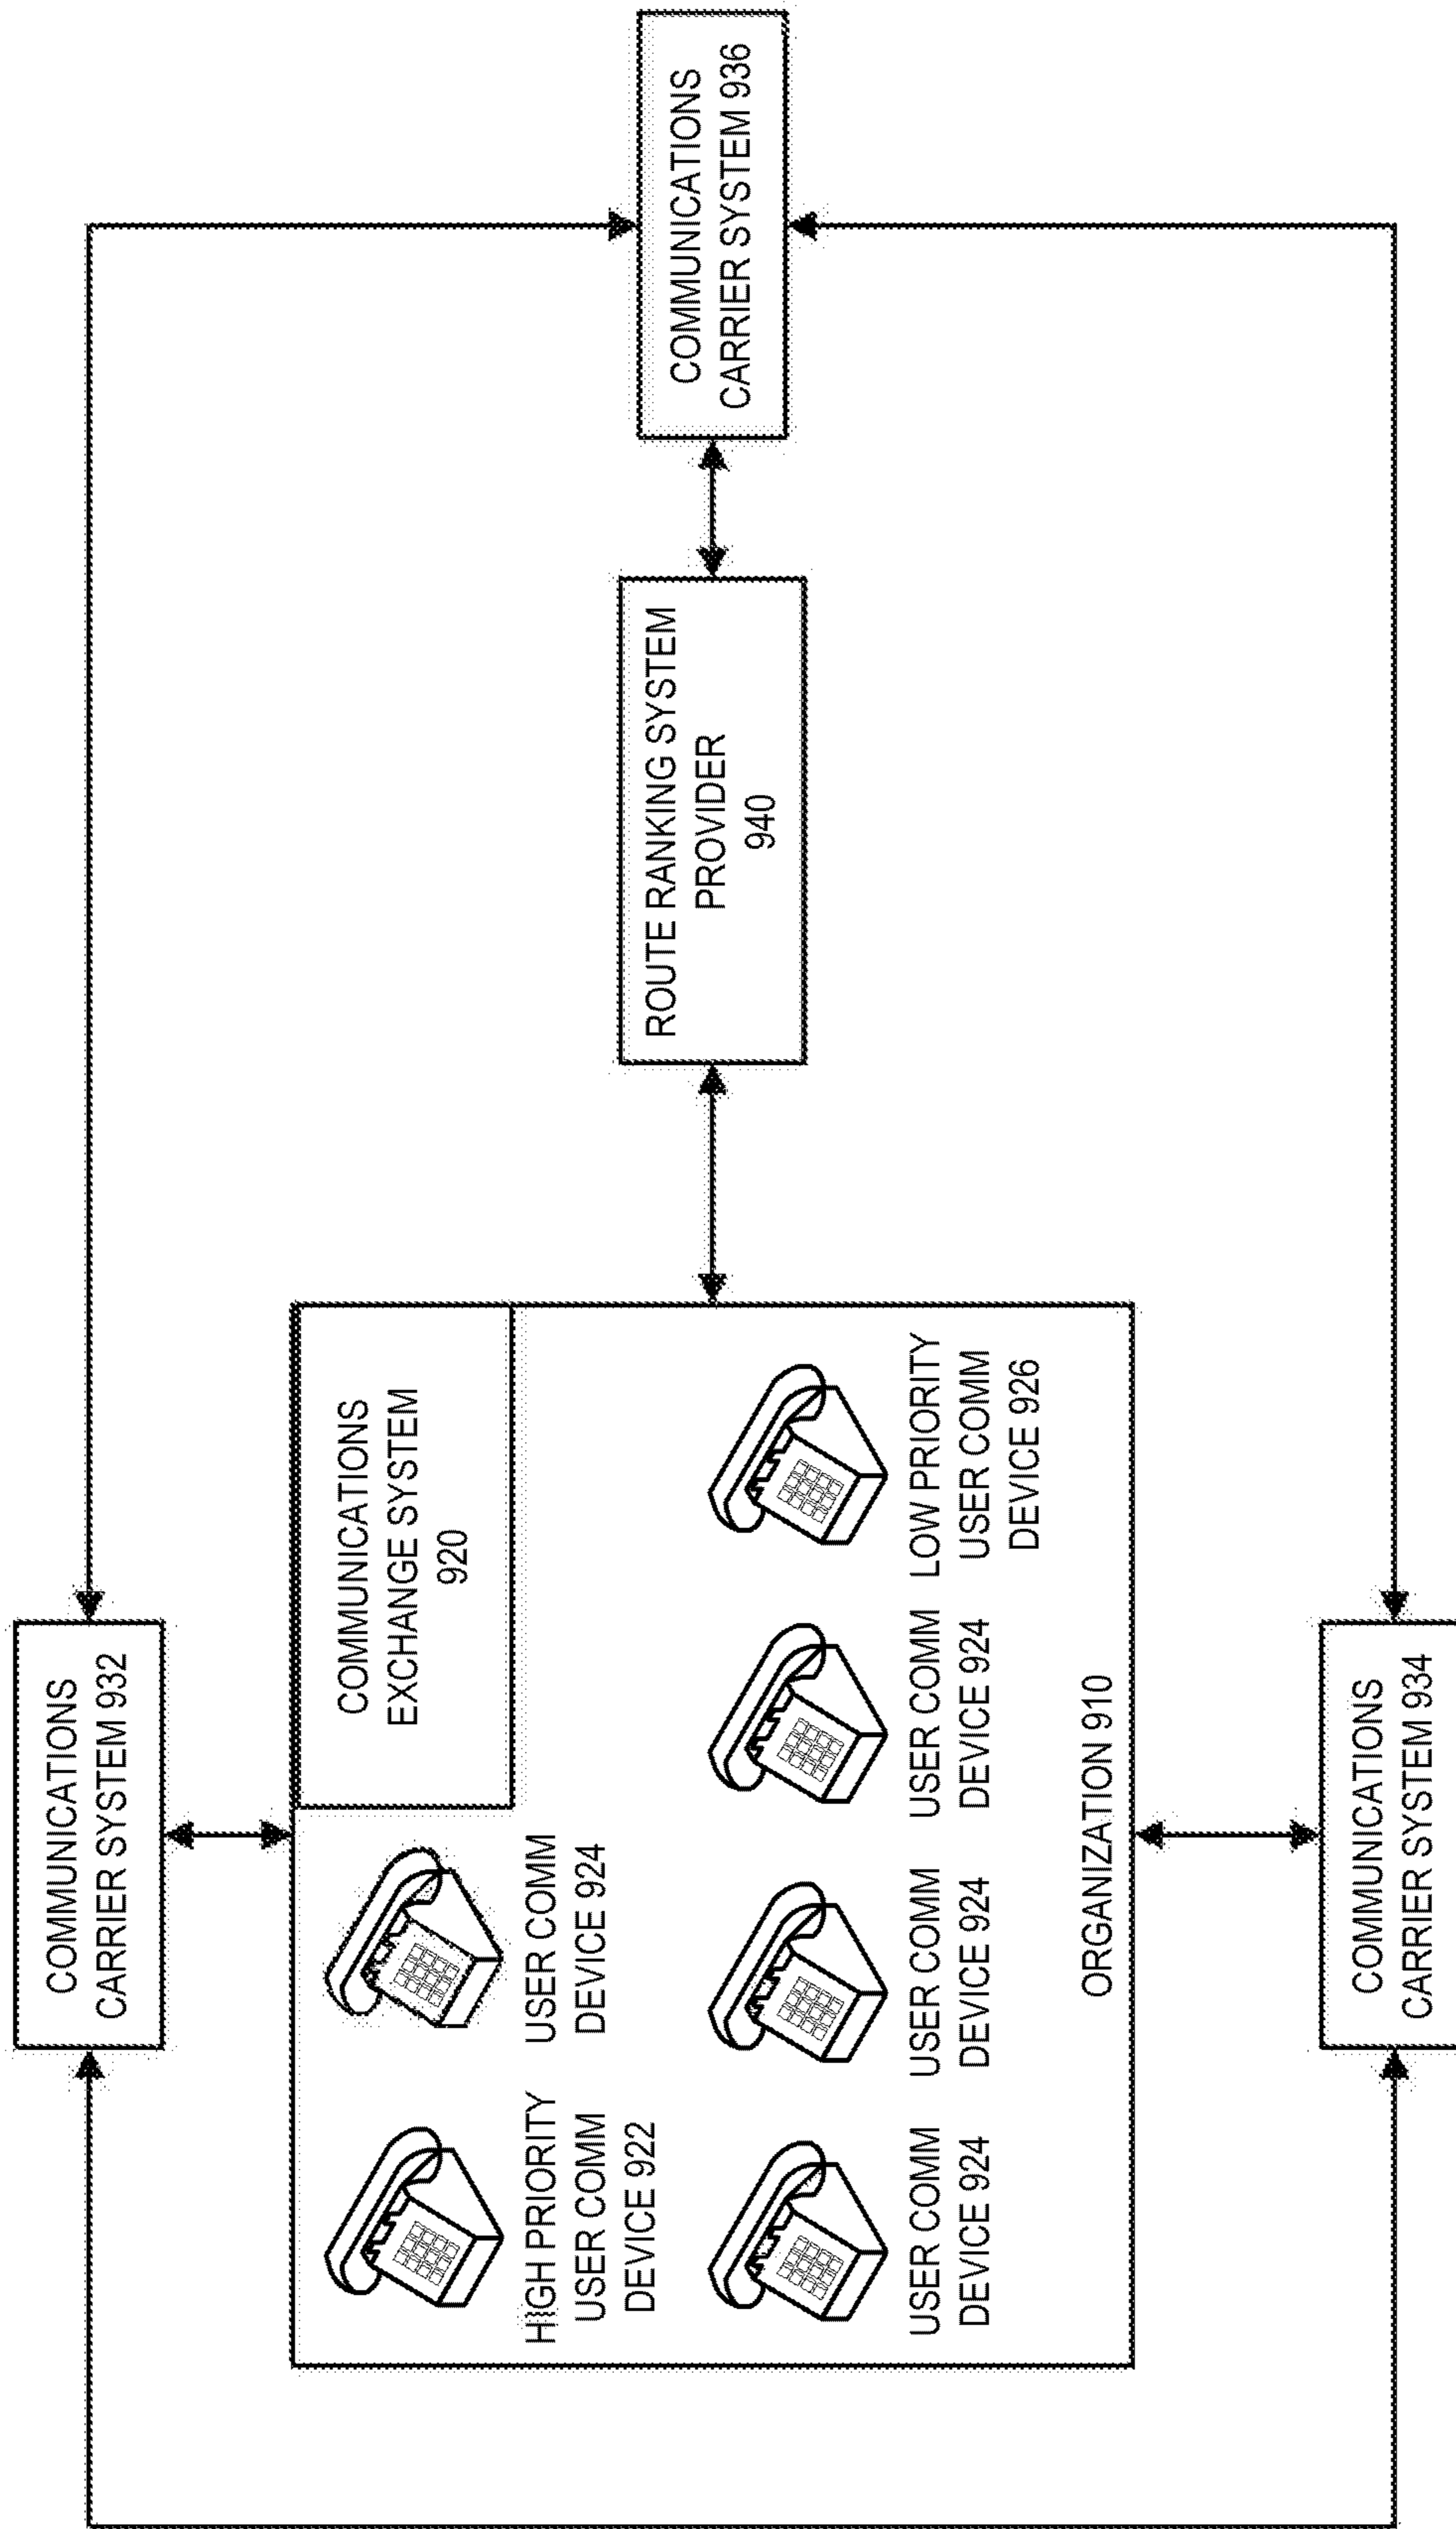 COMMUNICATIONS
CARRIER SYSTEM 932
COMMUNICATIONS
EXCHANGE SYSTEM
920
HIGH PRIORITY
USER COMM
DEVICE 922
USER COMM
DEVICE 924
USER COMM
DEVICE 924
USER COMM
DEVICE 924
USER COMM
DEVICE 924
LOW PRIORITY
USER COMM
DEVICE 926
ORGANIZATION 910
ROUTE RANKING SYSTEM
PROVIDER
940
COMMUNICATIONS
CARRIER SYSTEM 936
COMMUNICATIONS
CARRIER SYSTEM 934